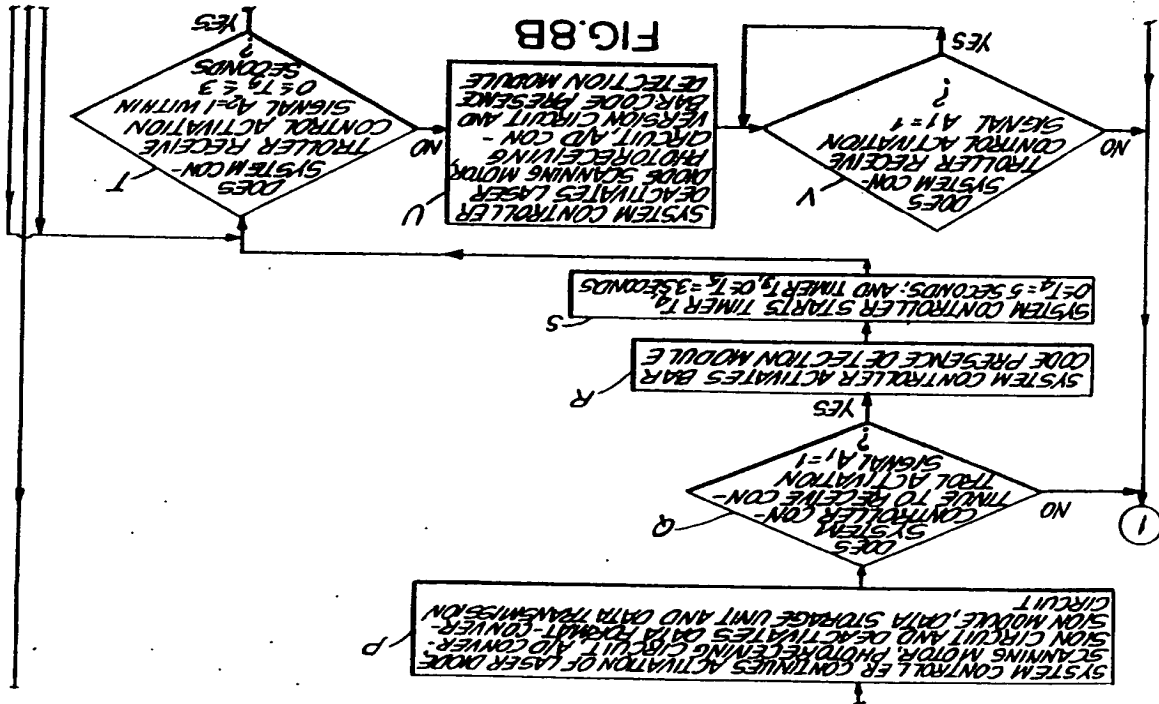 SYSTEM CONTROLLER CONTINUES ACTIVATION OF LASER DIODE
SCANNING MOTOR, PHOTORECEIVING CIRCUIT, A/D CONVER-
SION CIRCUIT AND DEACTIVATES DATA FORMAT-CONVER-
SION MODULE, DATA STORAGE UNIT AND DATA TRANSMISSION
CIRCUIT
P
1
DOES
SYSTEM
CONTROLLER CON-
TINUE TO RECEIVE CON-
TROL ACTIVATION
SIGNAL A1=1
?
Q
NO
YES
SYSTEM CONTROLLER ACTIVATES BAR
CODE PRESENCE DETECTION MODULE
R
SYSTEM CONTROLLER STARTS TIMER T4,
0≤T4=5 SECONDS; AND TIMER T3, 0≤T5=3 SECONDS
S
DOES
SYSTEM CON-
TROLLER RECEIVE
CONTROL ACTIVATION
SIGNAL A2=1 WITHIN
0≤T5≤3
SECONDS
?
T
NO
YES
SYSTEM CONTROLLER
DEACTIVATES LASER
DIODE SCANNING MOTOR,
PHOTORECEIVING
CIRCUIT, A/D CON-
VERSION CIRCUIT AND
BARCODE PRESENCE
DETECTION MODULE
U
DOES
SYSTEM CON-
TROLLER RECEIVE
CONTROL ACTIVATION
SIGNAL A1=1
?
V
NO
YES
FIG.8B